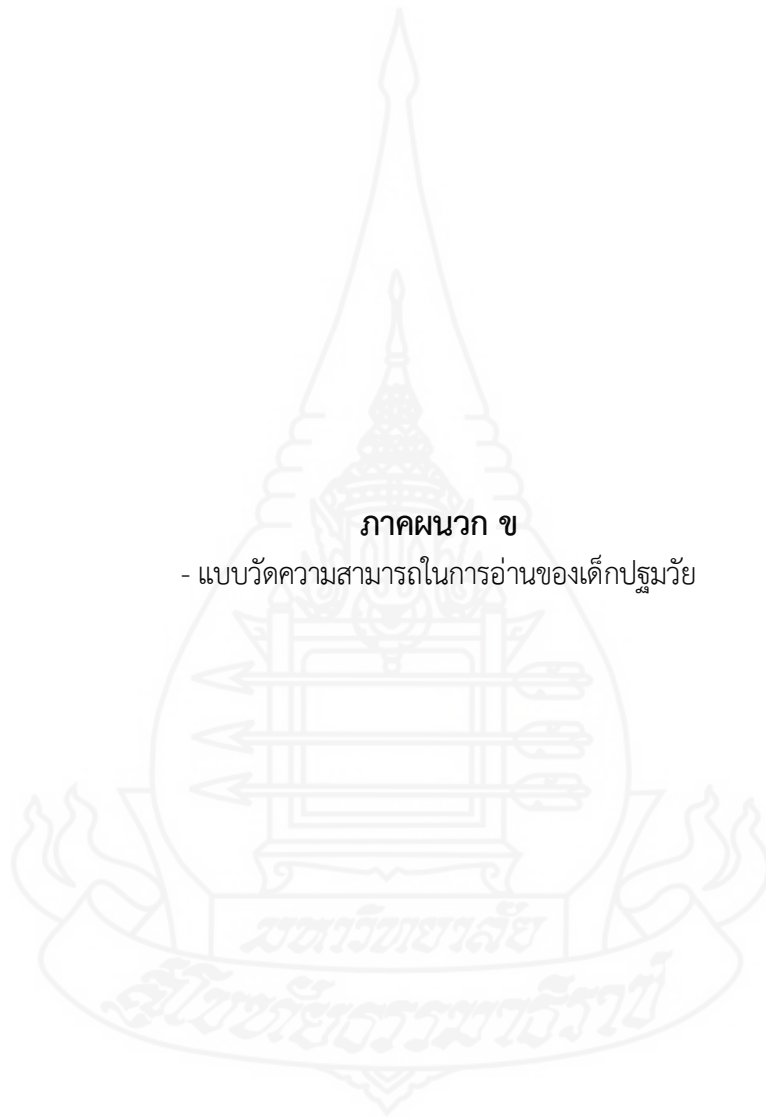 ภาคผนวก ข
- แบบวัดความสามารถในการอ่านของเด็กปฐมวัย
มหาวิทยาลัย
สุโขทัยธรรมาธิราช